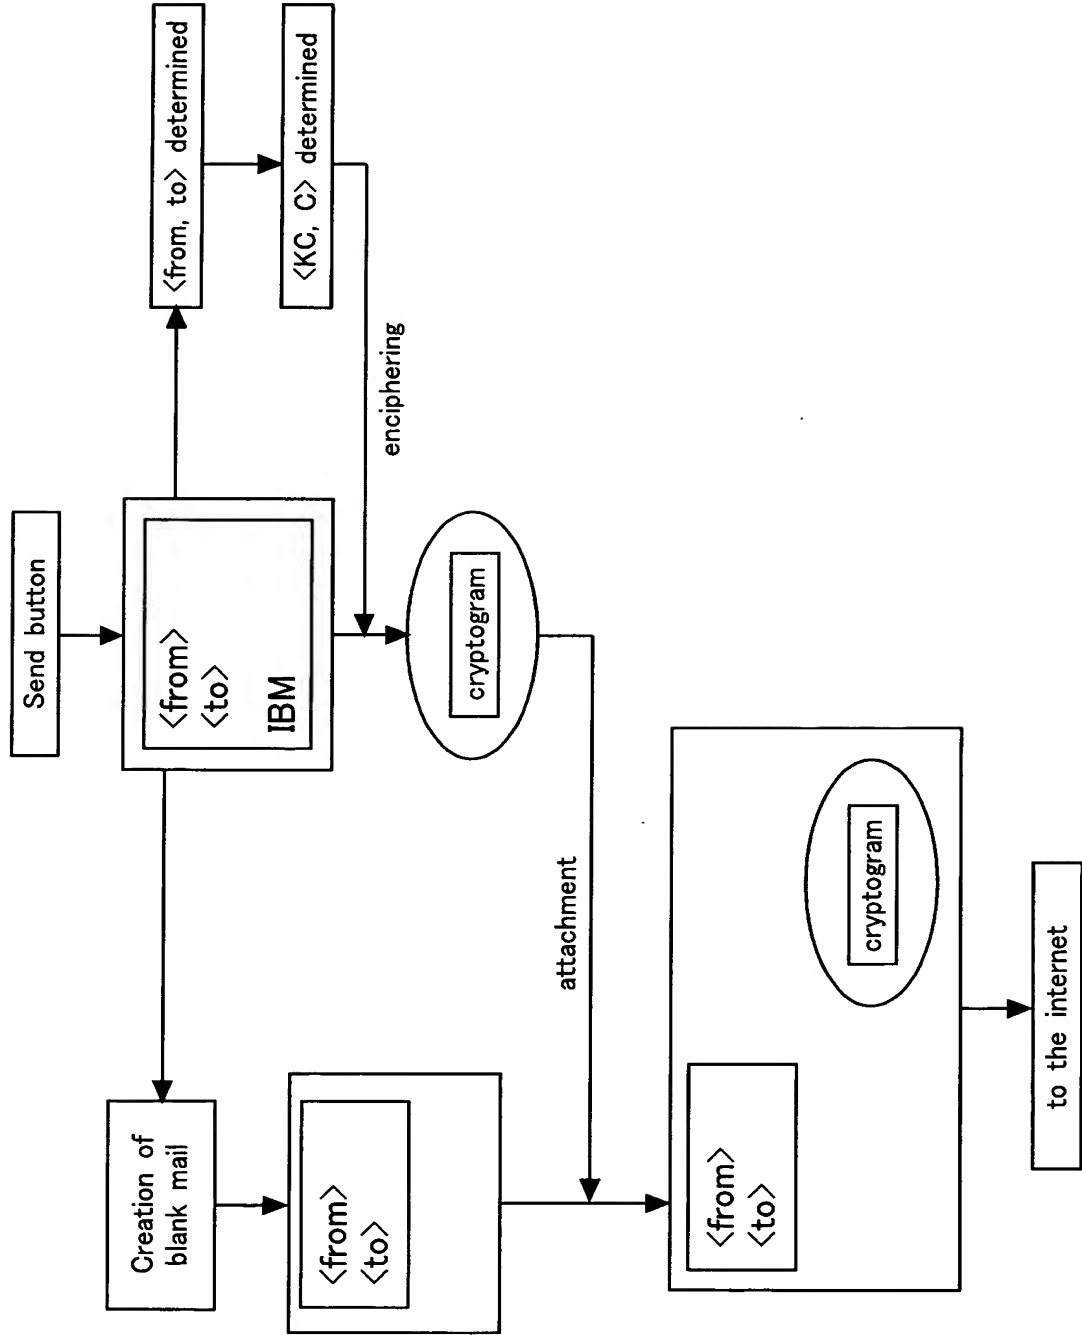 Send button
Creation of
blank mail
<from>
<to>
IBM
<from, to> determined
<KC, C> determined
<from>
<to>
enciphering
cryptogram
attachment
<from>
<to>
cryptogram
to the internet